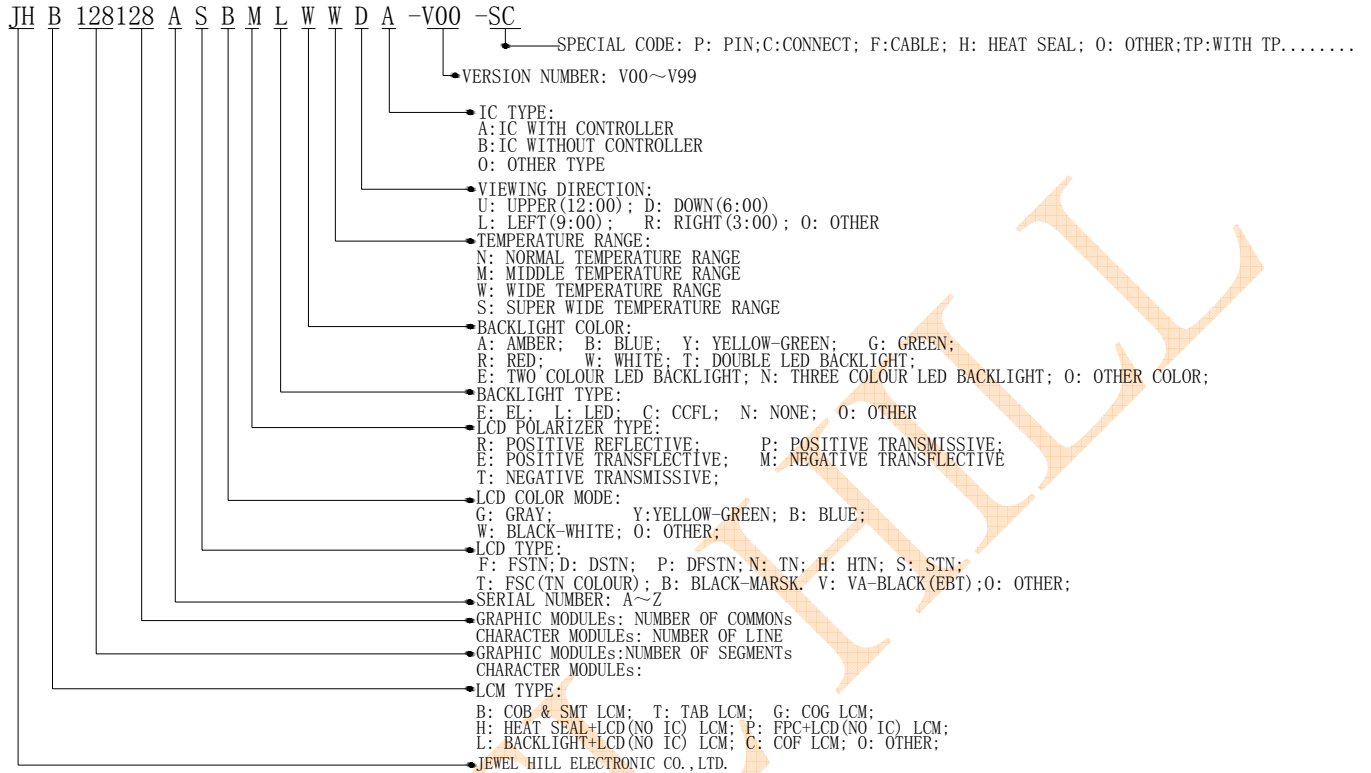 JH B 128128 A S B M L W W D A -V00 -SC
SPECIAL CODE: P: PIN;C:CONNECT; F:CABLE; H: HEAT SEAL; O: OTHER;TP:WITH TP........
VERSION NUMBER: V00～V99
IC TYPE:
A:IC WITH CONTROLLER
B:IC WITHOUT CONTROLLER
O: OTHER TYPE
VIEWING DIRECTION:
U: UPPER(12:00); D: DOWN(6:00)
L: LEFT(9:00); R: RIGHT(3:00); O: OTHER
TEMPERATURE RANGE:
N: NORMAL TEMPERATURE RANGE
M: MIDDLE TEMPERATURE RANGE
W: WIDE TEMPERATURE RANGE
S: SUPER WIDE TEMPERATURE RANGE
BACKLIGHT COLOR:
A: AMBER; B: BLUE; Y: YELLOW-GREEN; G: GREEN;
R: RED; W: WHITE; T: DOUBLE LED BACKLIGHT;
E: TWO COLOUR LED BACKLIGHT; N: THREE COLOUR LED BACKLIGHT; O: OTHER COLOR;
BACKLIGHT TYPE:
E: EL; L: LED; C: CCFL; N: NONE; O: OTHER
LCD POLARIZER TYPE:
R: POSITIVE REFLECTIVE; P: POSITIVE TRANSMISSIVE;
E: POSITIVE TRANSFLECTIVE; M: NEGATIVE TRANSFLECTIVE
T: NEGATIVE TRANSMISSIVE;
LCD COLOR MODE:
G: GRAY; Y:YELLOW-GREEN; B: BLUE;
W: BLACK-WHITE; O: OTHER;
LCD TYPE:
F: FSTN;D: DSTN; P: DFSTN;N: TN; H: HTN; S: STN;
T: FSC(TN COLOUR); B: BLACK-MARSK. V: VA-BLACK(EBT);O: OTHER;
SERIAL NUMBER: A～Z
GRAPHIC MODULEs: NUMBER OF COMMONs
CHARACTER MODULEs: NUMBER OF LINE
GRAPHIC MODULEs:NUMBER OF SEGMENTs
CHARACTER MODULEs:
LCM TYPE:
B: COB & SMT LCM; T: TAB LCM; G: COG LCM;
H: HEAT SEAL+LCD(NO IC) LCM; P: FPC+LCD(NO IC) LCM;
L: BACKLIGHT+LCD(NO IC) LCM; C: COF LCM; O: OTHER;
JEWEL HILL ELECTRONIC CO.,LTD.
HILL